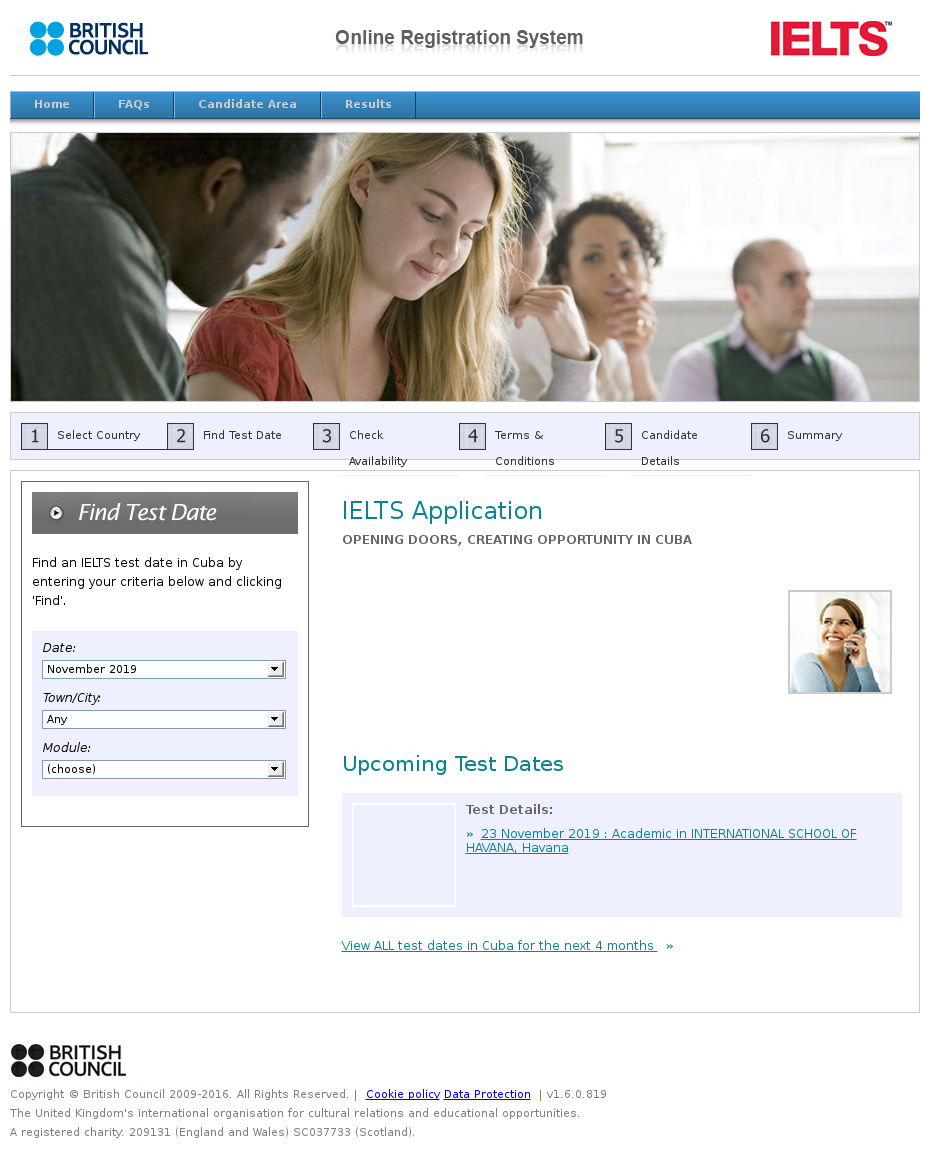 BRITISH
COUNCIL
Online Registration System
IELTS™
Home FAQs Candidate Area Results
1 Select Country 2 Find Test Date 3 Check Availability 4 Terms & Conditions 5 Candidate Details 6 Summary
Find Test Date
Find an IELTS test date in Cuba by
entering your criteria below and clicking
'Find'.
Date:
November 2019
Town/City:
Any
Module:
(choose)
IELTS Application
OPENING DOORS, CREATING OPPORTUNITY IN CUBA
Upcoming Test Dates
Test Details:
» 23 November 2019 : Academic in INTERNATIONAL SCHOOL OF
HAVANA, Havana
View ALL test dates in Cuba for the next 4 months »
BRITISH
COUNCIL
Copyright © British Council 2009-2016. All Rights Reserved. | Cookie policy Data Protection | v1.6.0.819
The United Kingdom's international organisation for cultural relations and educational opportunities.
A registered charity: 209131 (England and Wales) SC037733 (Scotland).